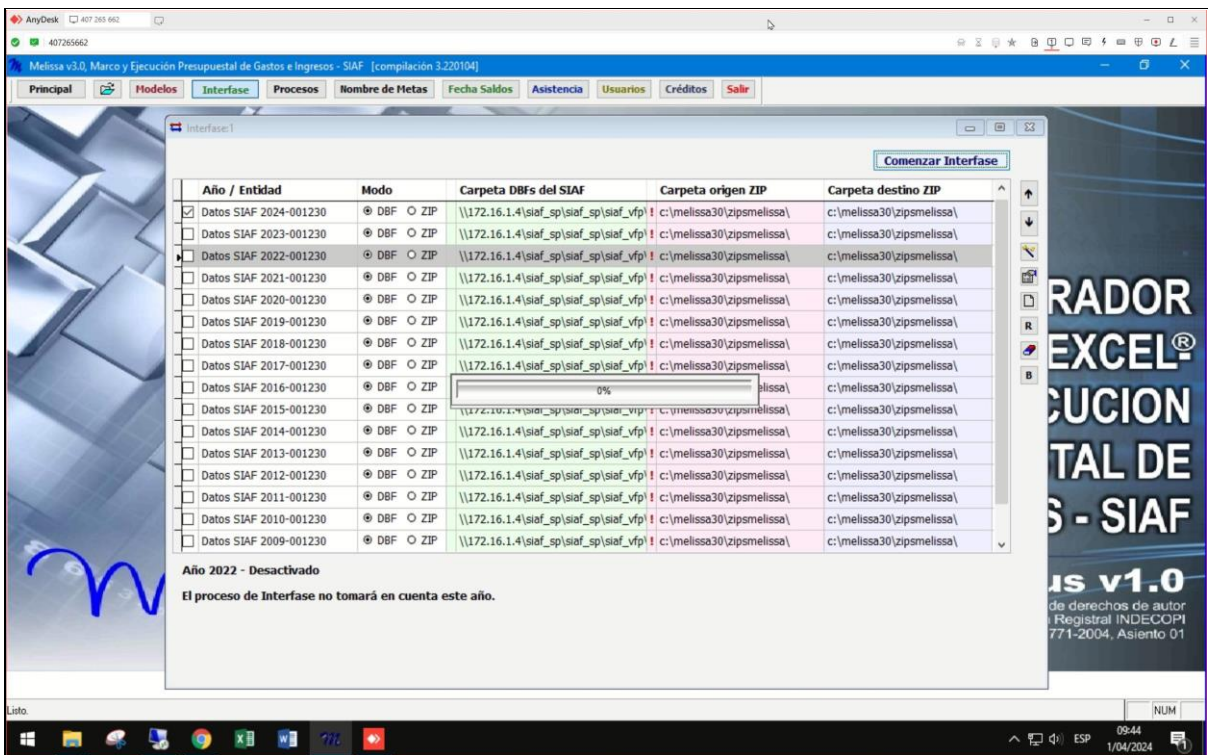 AnyDesk 407 265 662
407265662
Melissa v3.0, Marco y Ejecución Presupuestal de Gastos e Ingresos - SIAF [compilación 3.220104]
Principal Modelos Interfase Procesos Nombre de Metas Fecha Saldos Asistencia Usuarios Créditos Salir
Interfase:1
Comenzar Interfase
Año / Entidad Modo Carpeta DBFs del SIAF Carpeta origen ZIP Carpeta destino ZIP
Datos SIAF 2024-001230 DBF ZIP \\172.16.1.4\siaf_sp\siaf_sp\siaf_vfp\ ! c:\melissa30\zipsmelissa\ c:\melissa30\zipsmelissa\
Datos SIAF 2023-001230 DBF ZIP \\172.16.1.4\siaf_sp\siaf_sp\siaf_vfp\ ! c:\melissa30\zipsmelissa\ c:\melissa30\zipsmelissa\
Datos SIAF 2022-001230 DBF ZIP \\172.16.1.4\siaf_sp\siaf_sp\siaf_vfp\ ! c:\melissa30\zipsmelissa\ c:\melissa30\zipsmelissa\
Datos SIAF 2021-001230 DBF ZIP \\172.16.1.4\siaf_sp\siaf_sp\siaf_vfp\ ! c:\melissa30\zipsmelissa\ c:\melissa30\zipsmelissa\
Datos SIAF 2020-001230 DBF ZIP \\172.16.1.4\siaf_sp\siaf_sp\siaf_vfp\ ! c:\melissa30\zipsmelissa\ c:\melissa30\zipsmelissa\
Datos SIAF 2019-001230 DBF ZIP \\172.16.1.4\siaf_sp\siaf_sp\siaf_vfp\ ! c:\melissa30\zipsmelissa\ c:\melissa30\zipsmelissa\
Datos SIAF 2018-001230 DBF ZIP \\172.16.1.4\siaf_sp\siaf_sp\siaf_vfp\ ! c:\melissa30\zipsmelissa\ c:\melissa30\zipsmelissa\
Datos SIAF 2017-001230 DBF ZIP \\172.16.1.4\siaf_sp\siaf_sp\siaf_vfp\ ! c:\melissa30\zipsmelissa\ c:\melissa30\zipsmelissa\
Datos SIAF 2016-001230 DBF ZIP 0% elissa\ c:\melissa30\zipsmelissa\
Datos SIAF 2015-001230 DBF ZIP \\172.16.1.4\siaf_sp\siaf_sp\siaf_vfp\ ! c:\melissa30\zipsmelissa\ c:\melissa30\zipsmelissa\
Datos SIAF 2014-001230 DBF ZIP \\172.16.1.4\siaf_sp\siaf_sp\siaf_vfp\ ! c:\melissa30\zipsmelissa\ c:\melissa30\zipsmelissa\
Datos SIAF 2013-001230 DBF ZIP \\172.16.1.4\siaf_sp\siaf_sp\siaf_vfp\ ! c:\melissa30\zipsmelissa\ c:\melissa30\zipsmelissa\
Datos SIAF 2012-001230 DBF ZIP \\172.16.1.4\siaf_sp\siaf_sp\siaf_vfp\ ! c:\melissa30\zipsmelissa\ c:\melissa30\zipsmelissa\
Datos SIAF 2011-001230 DBF ZIP \\172.16.1.4\siaf_sp\siaf_sp\siaf_vfp\ ! c:\melissa30\zipsmelissa\ c:\melissa30\zipsmelissa\
Datos SIAF 2010-001230 DBF ZIP \\172.16.1.4\siaf_sp\siaf_sp\siaf_vfp\ ! c:\melissa30\zipsmelissa\ c:\melissa30\zipsmelissa\
Datos SIAF 2009-001230 DBF ZIP \\172.16.1.4\siaf_sp\siaf_sp\siaf_vfp\ ! c:\melissa30\zipsmelissa\ c:\melissa30\zipsmelissa\
R
B
Año 2022 - Desactivado
El proceso de Interfase no tomará en cuenta este año.
RADOR
EXCEL®
CUCION
TAL DE
S - SIAF
us v1.0
de derechos de autor
Registral INDECOPI
771-2004, Asiento 01
Listo. NUM
ESP 09:44
1/04/2024